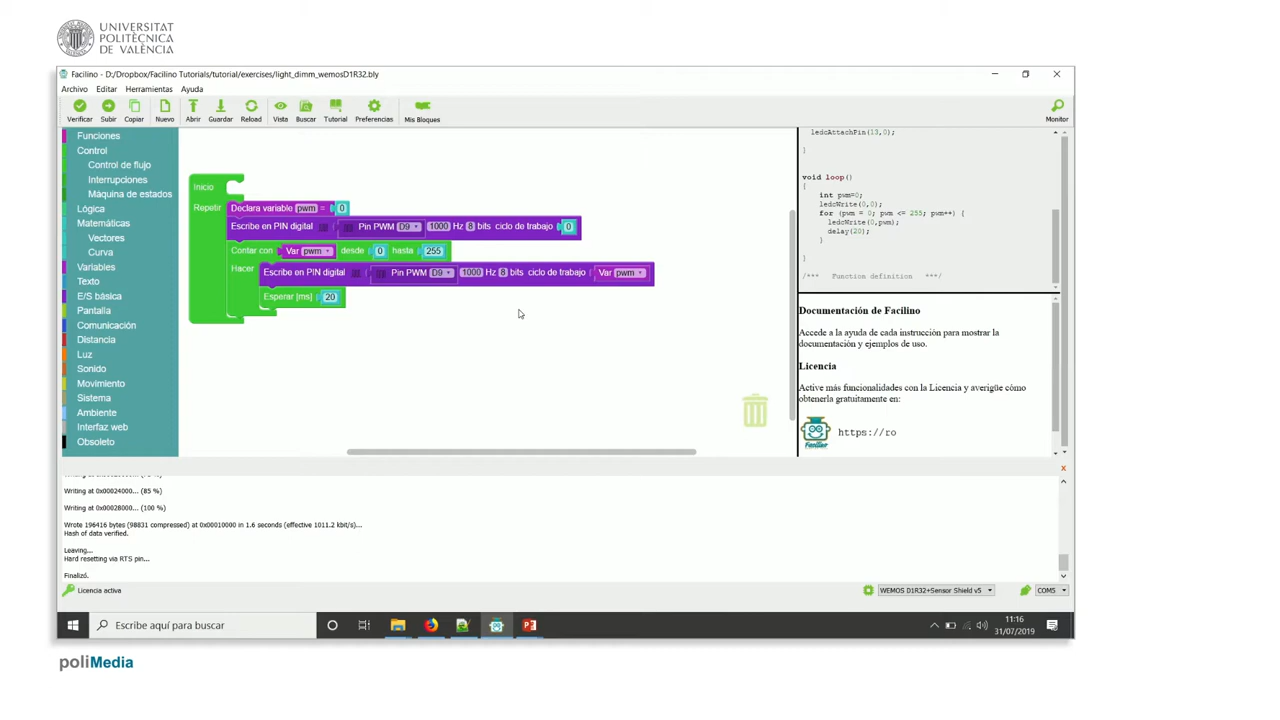 UNIVERSITAT
POLITÈCNICA
DE VALÈNCIA
Facilino - D:/Dropbox/Facilino Tutorials/tutorial/exercises/light_dimm_wemosD1R32.bly
Archivo Editar Herramientas Ayuda
Verificar Subir Copiar Nuevo Abrir Guardar Reload Vista Buscar Tutorial Preferencias Mis Bloques Monitor
Funciones
Control
Control de flujo
Interrupciones
Máquina de estados
Lógica
Matemáticas
Vectores
Curva
Variables
Texto
E/S básica
Pantalla
Comunicación
Distancia
Luz
Sonido
Movimiento
Sistema
Ambiente
Interfaz web
Obsoleto
Inicio
Repetir Declara variable pwm = 0
Escribe en PIN digital Pin PWM D9 1000 Hz 8 bits ciclo de trabajo 0
Contar con Var pwm desde 0 hasta 255
Hacer Escribe en PIN digital Pin PWM D9 1000 Hz 8 bits ciclo de trabajo Var pwm
Esperar [ms] 20
ledcAttachPin(13,0);
}
void loop()
{
int pwm=0;
ledcWrite(0,0);
for (pwm = 0; pwm <= 255; pwm++) {
ledcWrite(0,pwm);
delay(20);
}
}
/*** Function definition ***/
Documentación de Facilino
Accede a la ayuda de cada instrucción para mostrar la
documentación y ejemplos de uso.
Licencia
Active más funcionalidades con la Licencia y averigüe cómo
obtenerla gratuitamente en:
Facilino
https://ro
x
Writing at 0x00024000... (85 %)
Writing at 0x00028000... (100 %)
Wrote 196416 bytes (98831 compressed) at 0x00010000 in 1.6 seconds (effective 1011.2 kbit/s)...
Hash of data verified.
Leaving...
Hard resetting via RTS pin...
Finalizó.
Licencia activa
WEMOS D1R32+Sensor Shield v5
COM5
Escribe aquí para buscar
11:16
31/07/2019
poliMedia